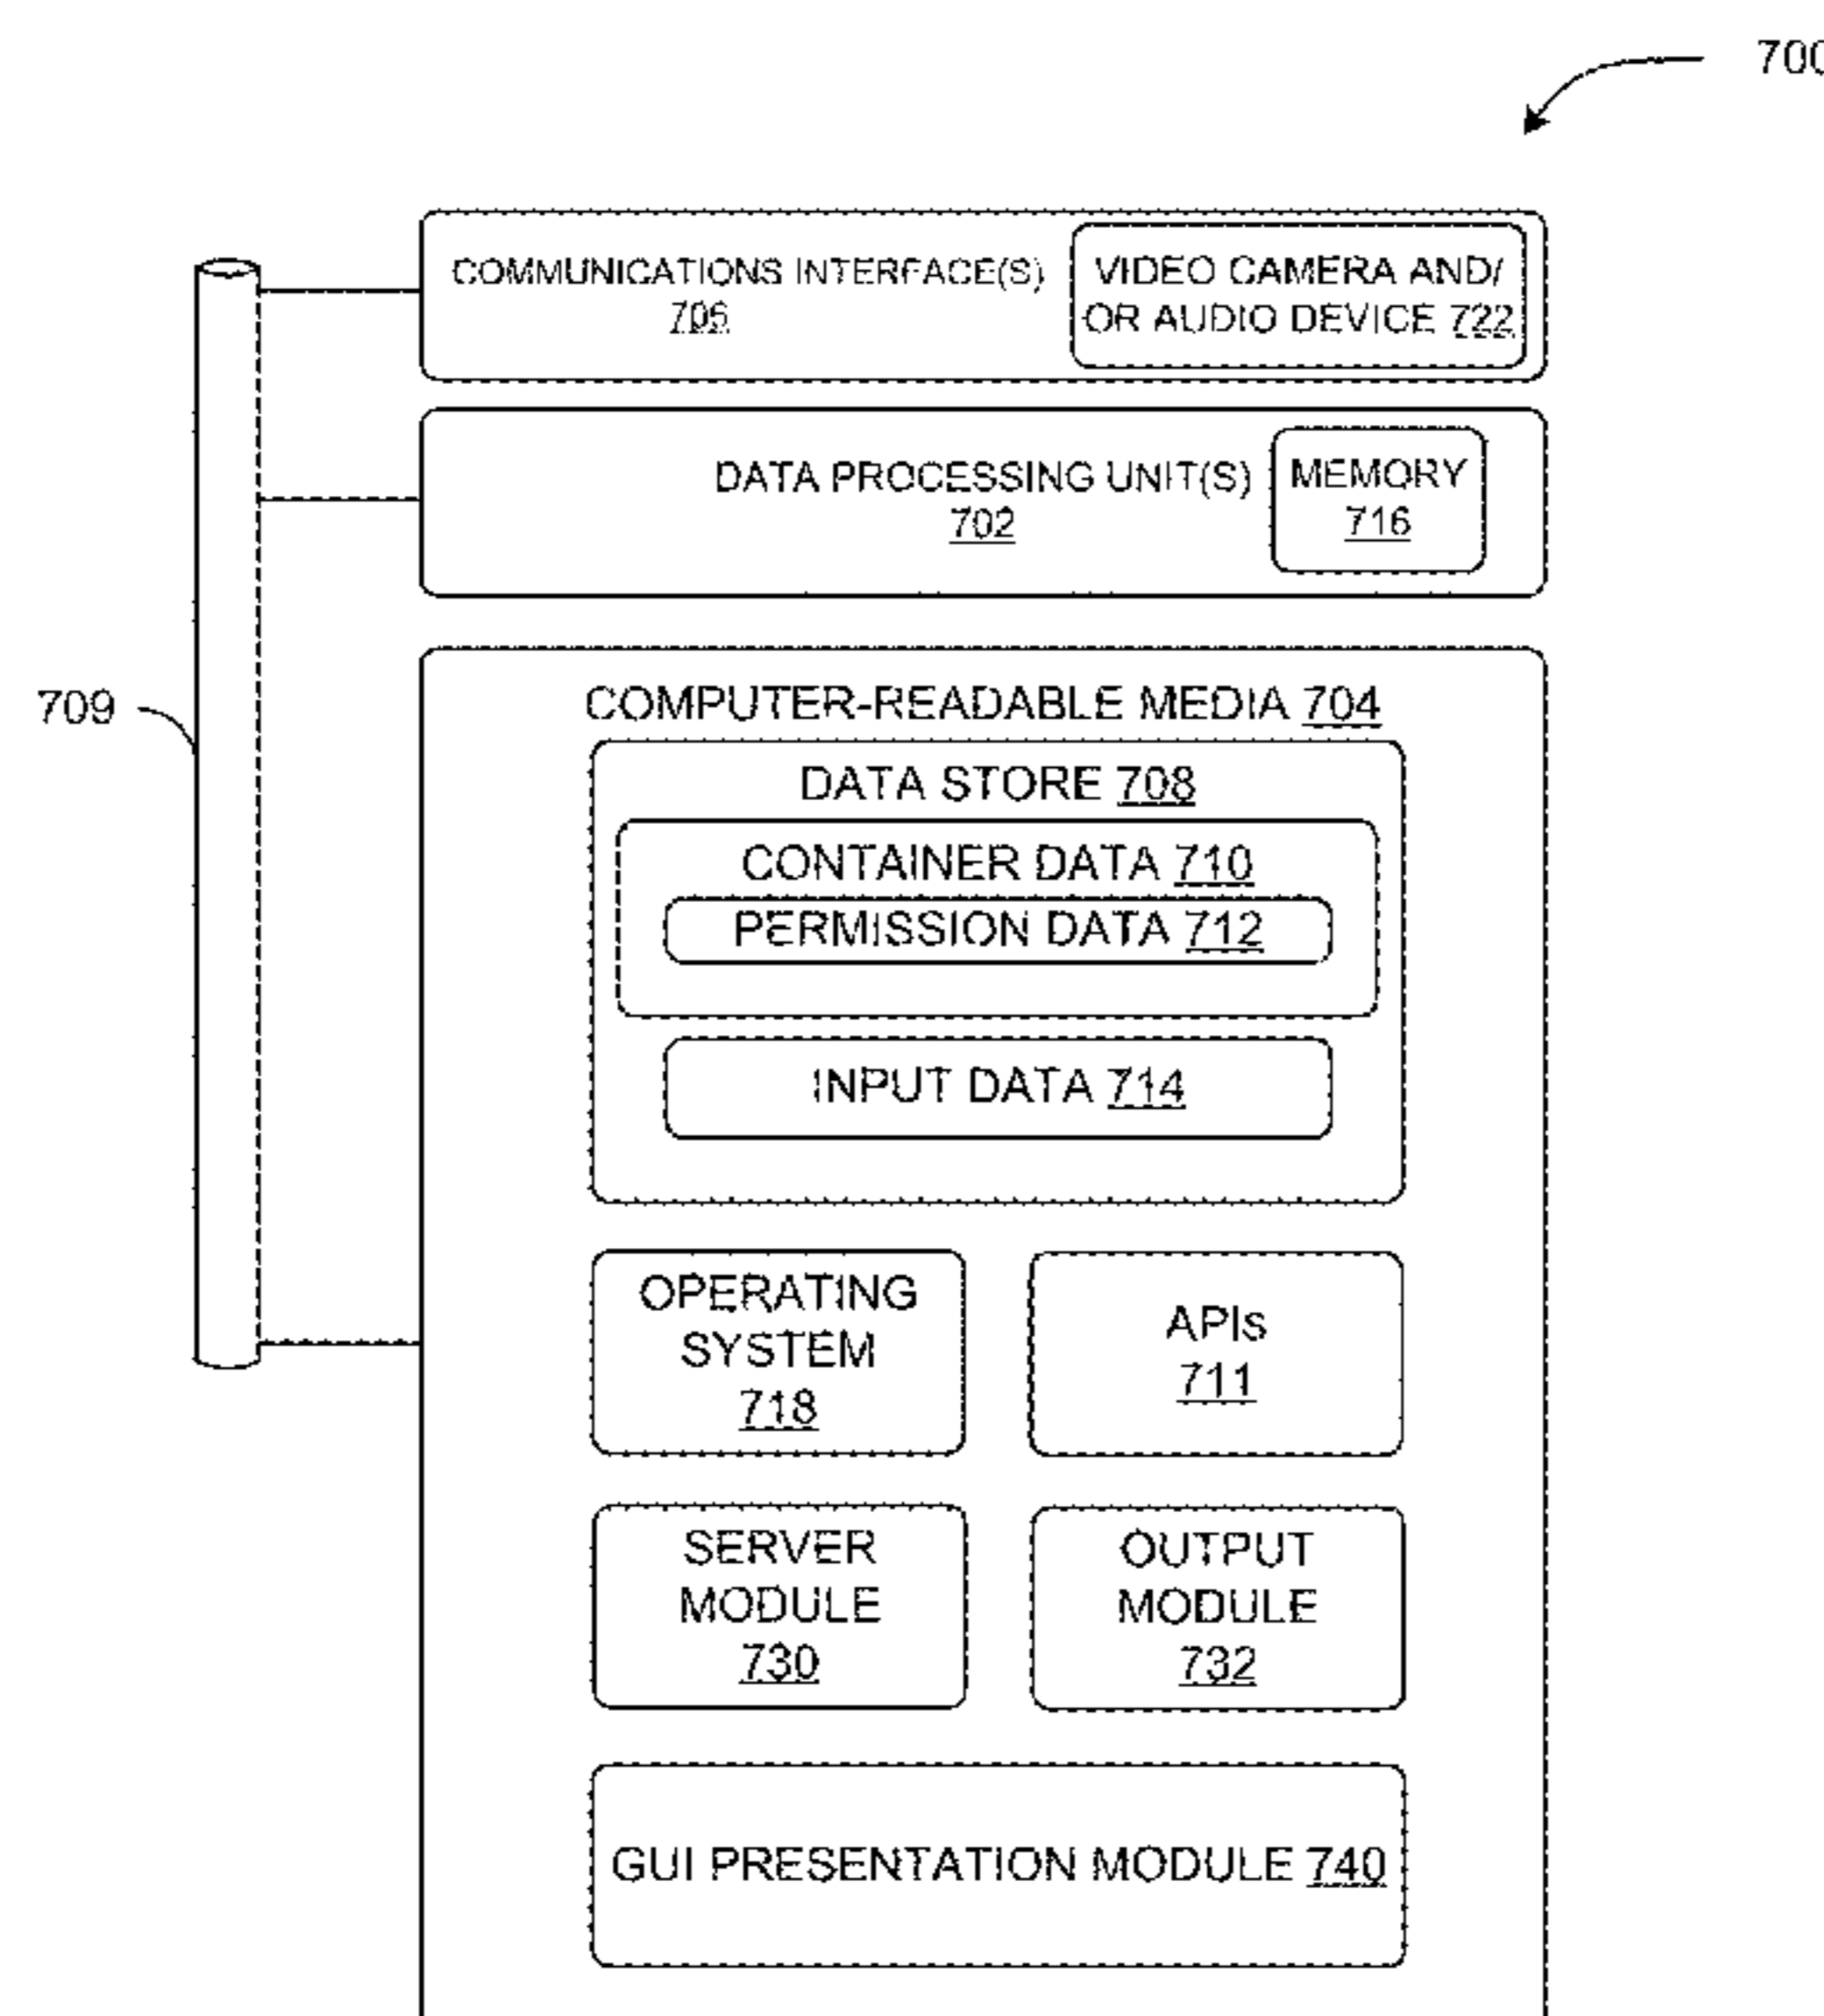 700
COMMUNICATIONS INTERFACE(S)
706
VIDEO CAMERA AND/
OR AUDIO DEVICE 722
DATA PROCESSING UNIT(S)
702
MEMORY
716
709
COMPUTER-READABLE MEDIA 704
DATA STORE 708
CONTAINER DATA 710
PERMISSION DATA 712
INPUT DATA 714
OPERATING
SYSTEM
718
APIs
711
SERVER
MODULE
730
OUTPUT
MODULE
732
GUI PRESENTATION MODULE 740